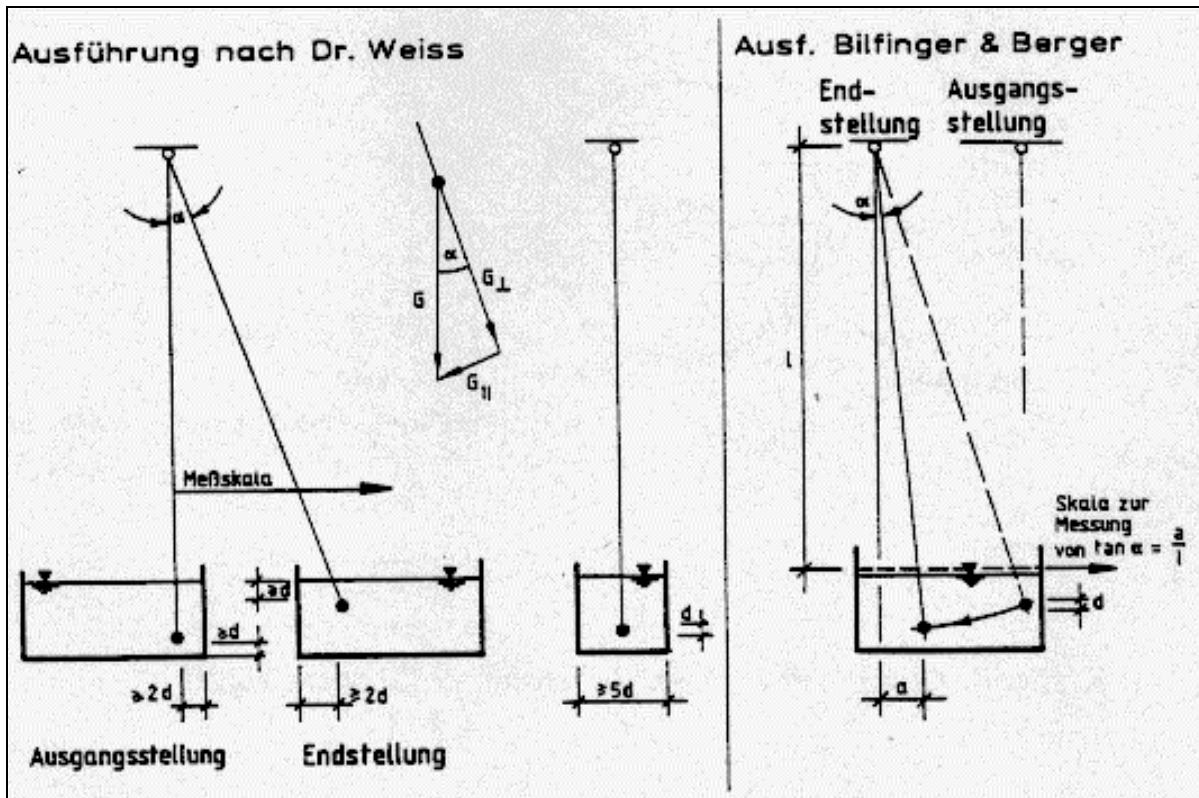 Ausführung nach Dr. Weiss
α
α
G
G⊥
G||
Meßskala
≥d
≥d
≥2d
≥2d
d
≥5d
Ausgangsstellung
Endstellung
Ausf. Bilfinger & Berger
End-
stellung
Ausgangs-
stellung
α
l
Skala zur
Messung
von tan α = a/l
d
a